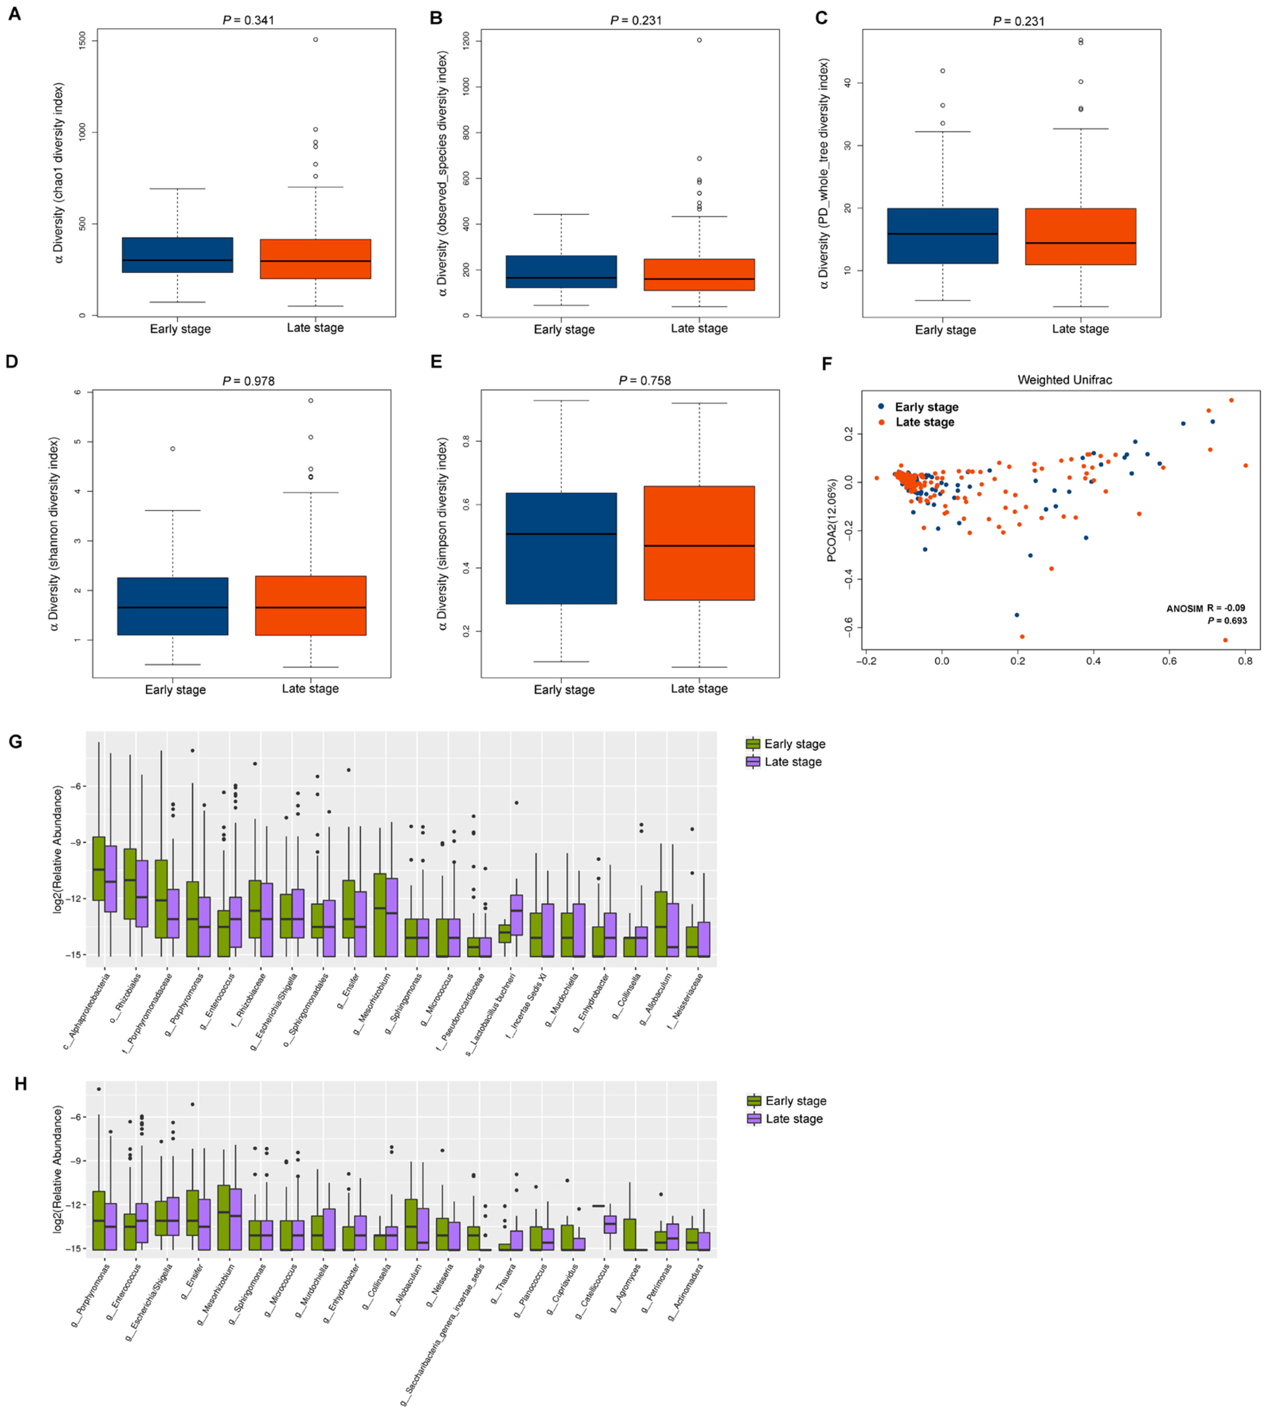 A
P = 0.341
α Diversity (chao1 diversity index)
0
500
1000
1500
Early stage
Late stage
B
P = 0.231
α Diversity (observed_species diversity index)
0
200
400
600
800
1000
1200
Early stage
Late stage
C
P = 0.231
α Diversity (PD_whole_tree diversity index)
10
20
30
40
Early stage
Late stage
D
P = 0.978
α Diversity (shannon diversity index)
1
2
3
4
5
6
Early stage
Late stage
E
P = 0.758
α Diversity (simpson diversity index)
0.2
0.4
0.6
0.8
Early stage
Late stage
F
Weighted Unifrac
Early stage
Late stage
PCOA2(12.06%)
0.2
0.0
−0.2
−0.4
−0.6
ANOSIM R = -0.09
P = 0.693
−0.2
0.0
0.2
0.4
0.6
0.8
G
log2(Relative Abundance)
−6
−9
−12
−15
Early stage
Late stage
c__Alphaproteobacteria
o__Rhizobiales
f__Porphyromonadaceae
g__Porphyromonas
g__Enterococcus
f__Rhizobiaceae
g__Escherichia/Shigella
o__Sphingomonadales
g__Ensifer
g__Mesorhizobium
g__Sphingomonas
g__Micrococcus
f__Pseudonocardiaceae
s__Lactobacillus buchneri
f__Incertae Sedis XI
g__Murdochiella
g__Enhydrobacter
g__Collinsella
g__Allobaculum
f__Neisseriaceae
H
log2(Relative Abundance)
−6
−9
−12
−15
Early stage
Late stage
g__Porphyromonas
g__Enterococcus
g__Escherichia/Shigella
g__Ensifer
g__Mesorhizobium
g__Sphingomonas
g__Micrococcus
g__Murdochiella
g__Enhydrobacter
g__Collinsella
g__Allobaculum
g__Neisseria
g__Saccharibacteria_genera_incertae_sedis
g__Thauera
g__Planococcus
g__Cupriavidus
g__Catellicoccus
g__Agromyces
g__Petrimonas
g__Actinomadura